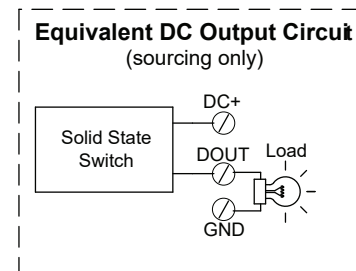 Equivalent DC Output Circuit
(sourcing only)
DC+
Solid State
Switch
DOUT
Load
GND